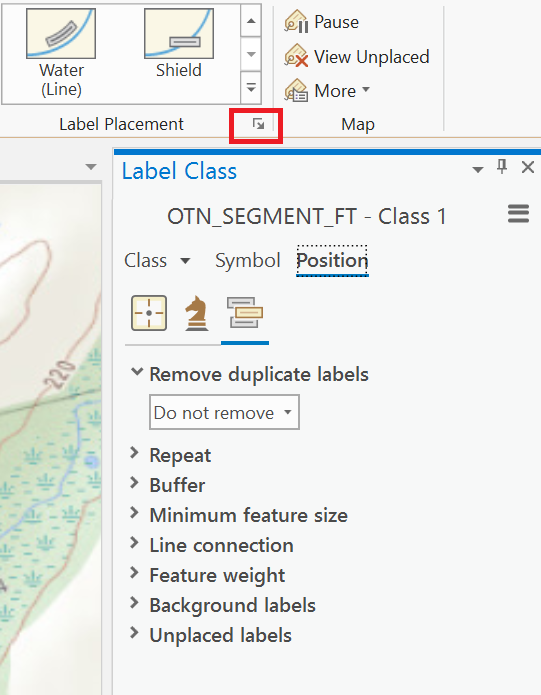 Water
(Line)
Shield
Pause
View Unplaced
More
Label Placement
Map
Label Class
OTN_SEGMENT_FT - Class 1
Class
Symbol
Position
Remove duplicate labels
Do not remove
Repeat
Buffer
Minimum feature size
Line connection
Feature weight
Background labels
Unplaced labels
220